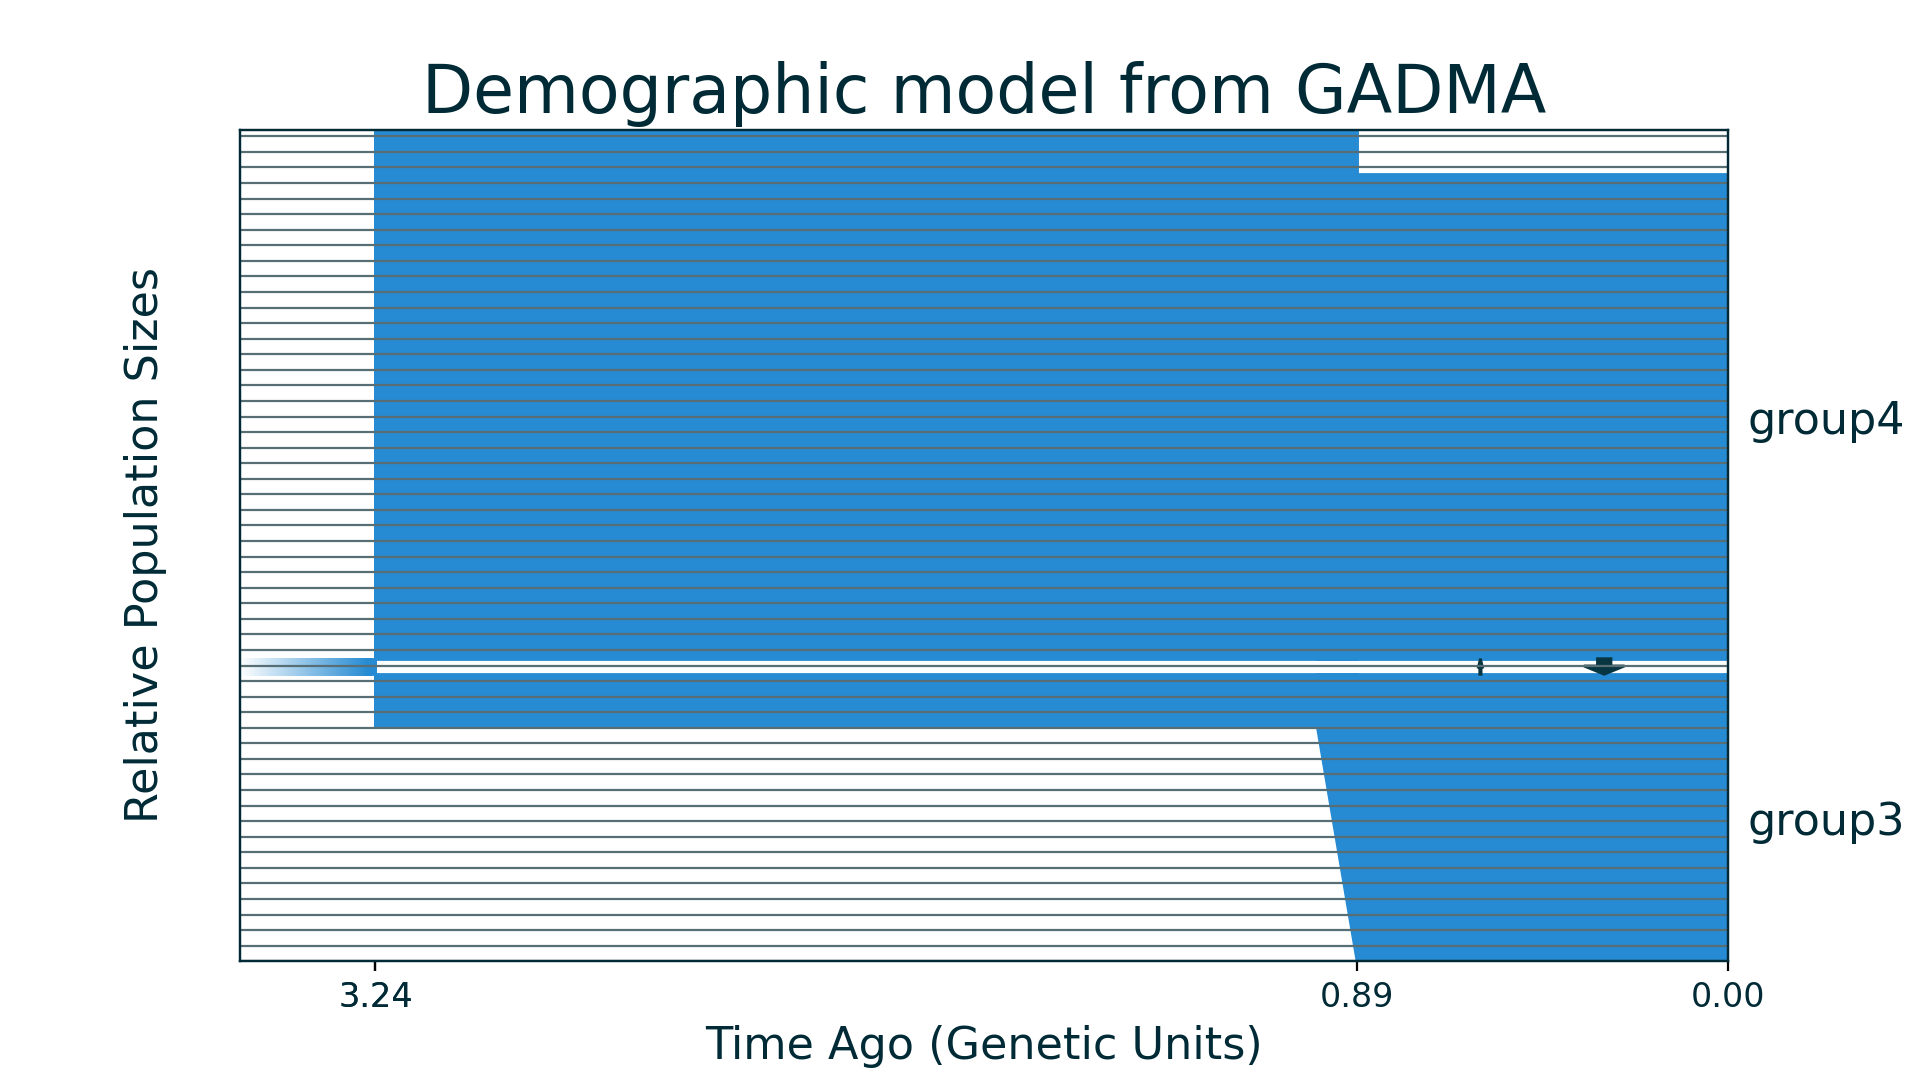 Demographic model from GADMA
Relative Population Sizes
group4
group3
3.24
0.89
0.00
Time Ago (Genetic Units)